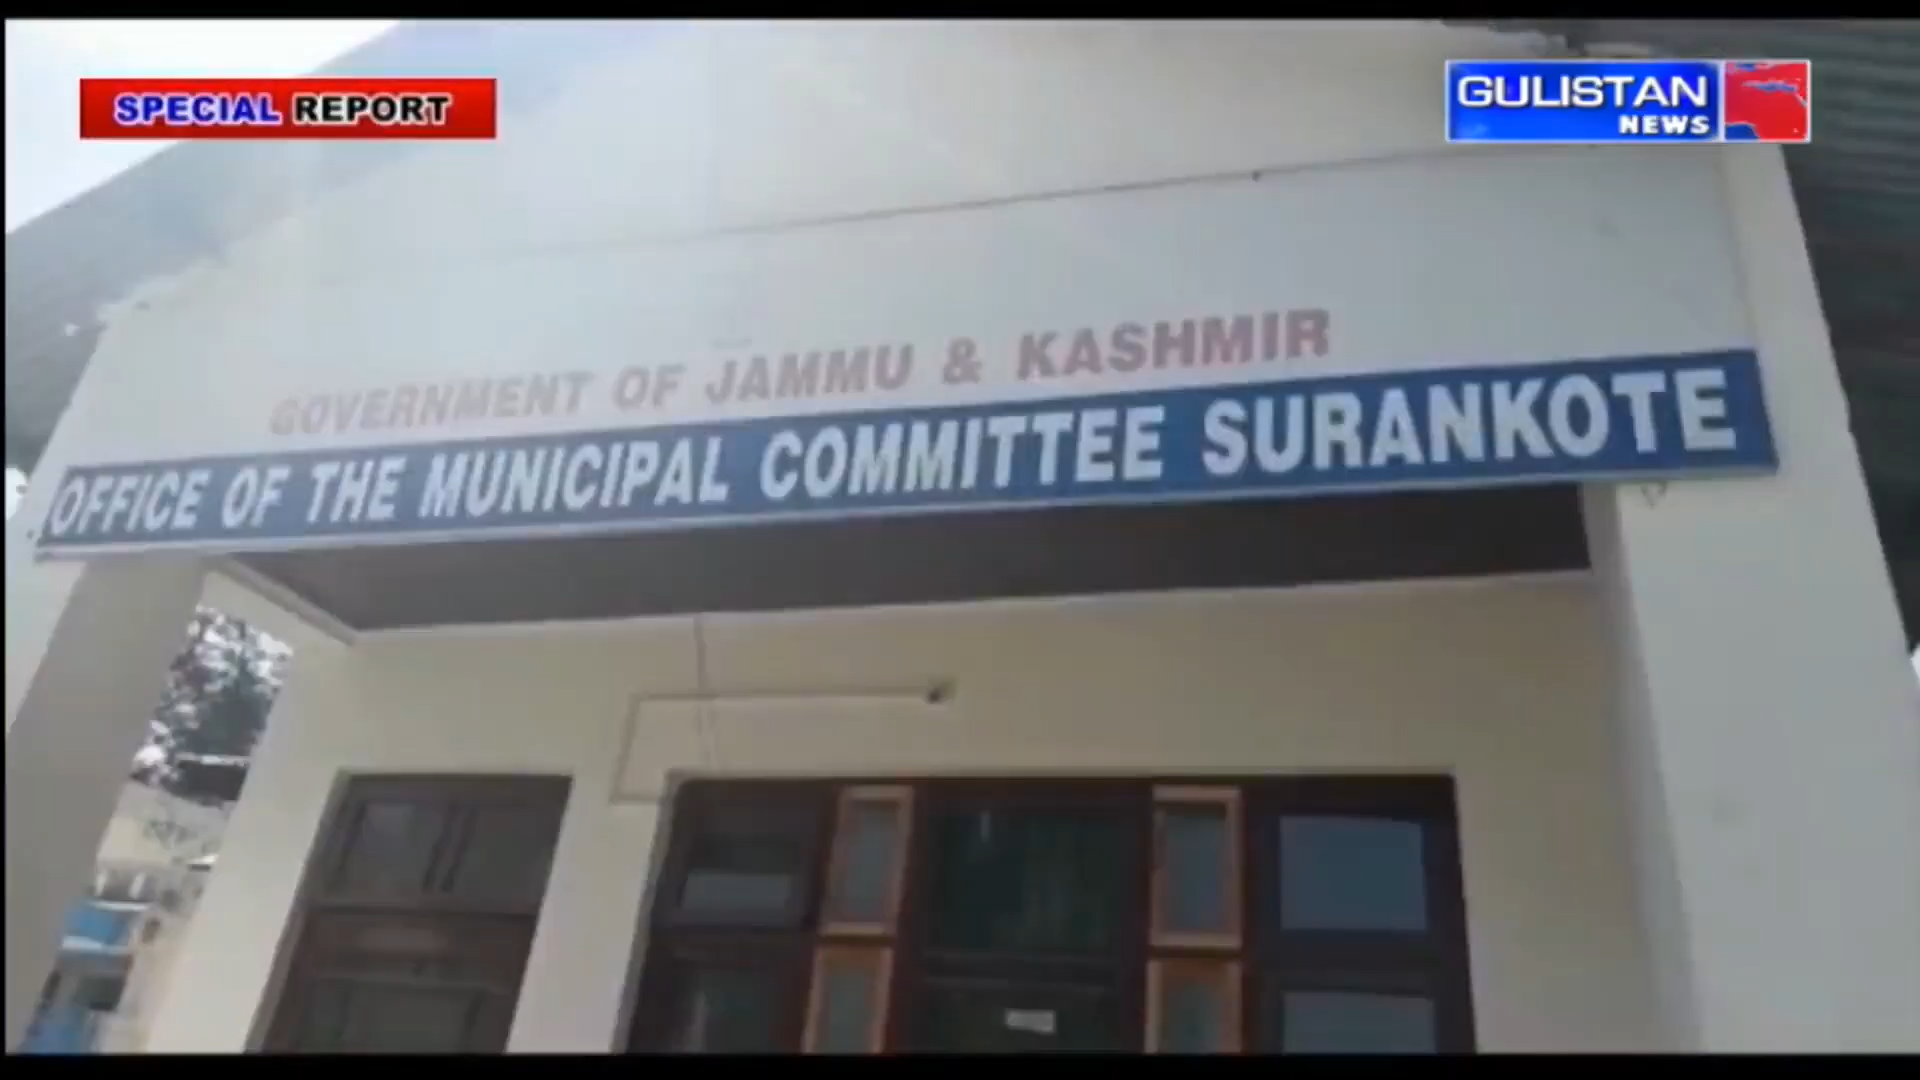 SPECIAL REPORT
GULISTAN
NEWS
GOVERNMENT OF JAMMU & KASHMIR
OFFICE OF THE MUNICIPAL COMMITTEE SURANKOTE